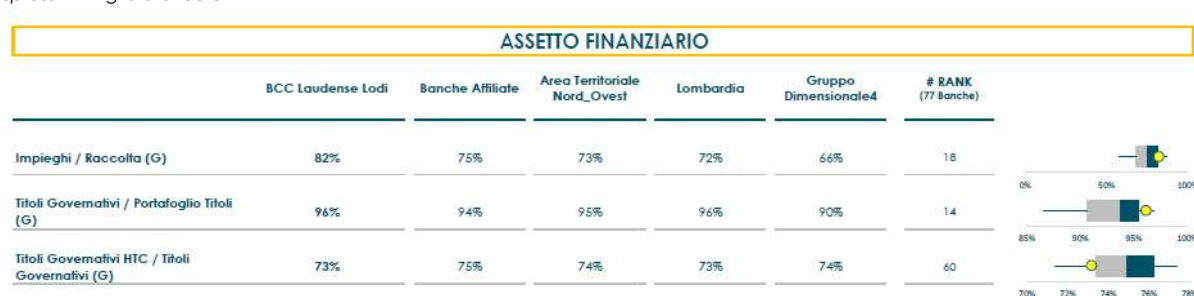 ASSETTO FINANZIARIO
BCC Laudense Lodi Banche Affiliate Area Territoriale Nord_Ovest Lombardia Gruppo Dimensionale4 # RANK (77 Banche)
Impieghi / Raccolta (G) 82% 75% 73% 72% 66% 18
0% 50% 100%
Titoli Governativi / Portafoglio Titoli (G) 96% 94% 95% 96% 90% 14
85% 90% 95% 100%
Titoli Governativi HTC / Titoli Governativi (G) 73% 75% 74% 73% 74% 60
70% 72% 74% 76% 78%